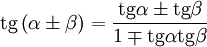 tg (α ± β) = (tgα ± tgβ) / (1 ∓ tgαtgβ)